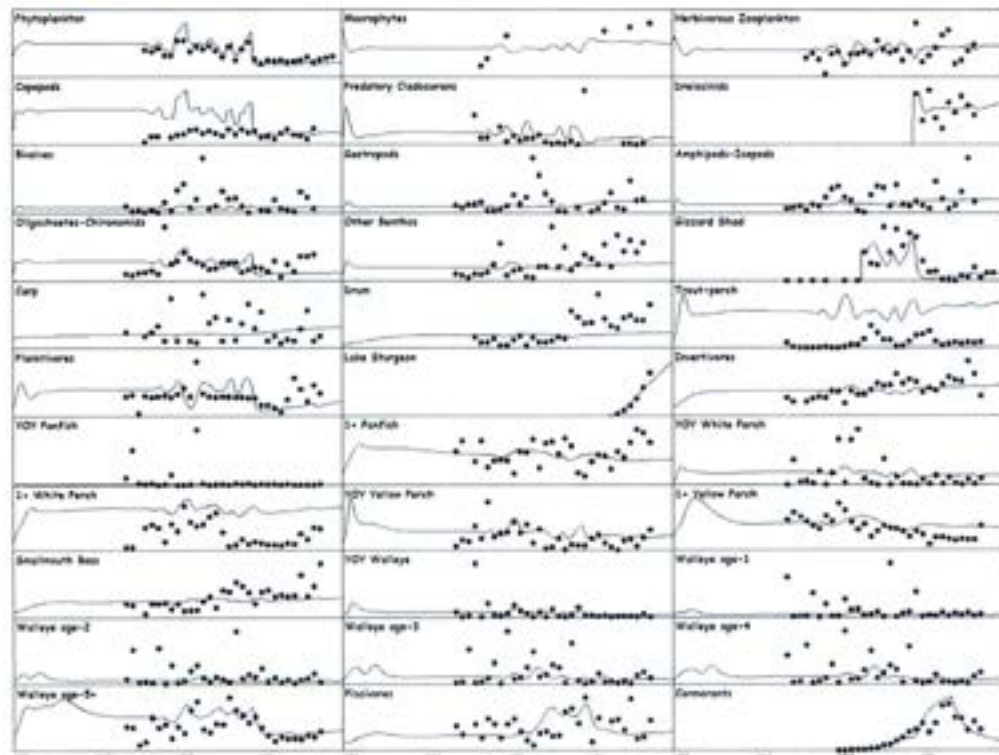 Phytoplankton
Macrophytes
Herbivorous Zooplankton
Copepods
Predatory Cladocerans
Dreissinids
Bivalves
Gastropods
Amphipods-Isopods
Oligochaetes-Chironomids
Other Benthos
Gizzard Shad
Carp
Drum
Trout-perch
Planktivores
Lake Sturgeon
Invertivores
YOY Panfish
1+ Panfish
YOY White Perch
1+ White Perch
YOY Yellow Perch
1+ Yellow Perch
Smallmouth Bass
YOY Walleye
Walleye age-1
Walleye age-2
Walleye age-3
Walleye age-4
Walleye age-5+
Piscivores
Cormorants